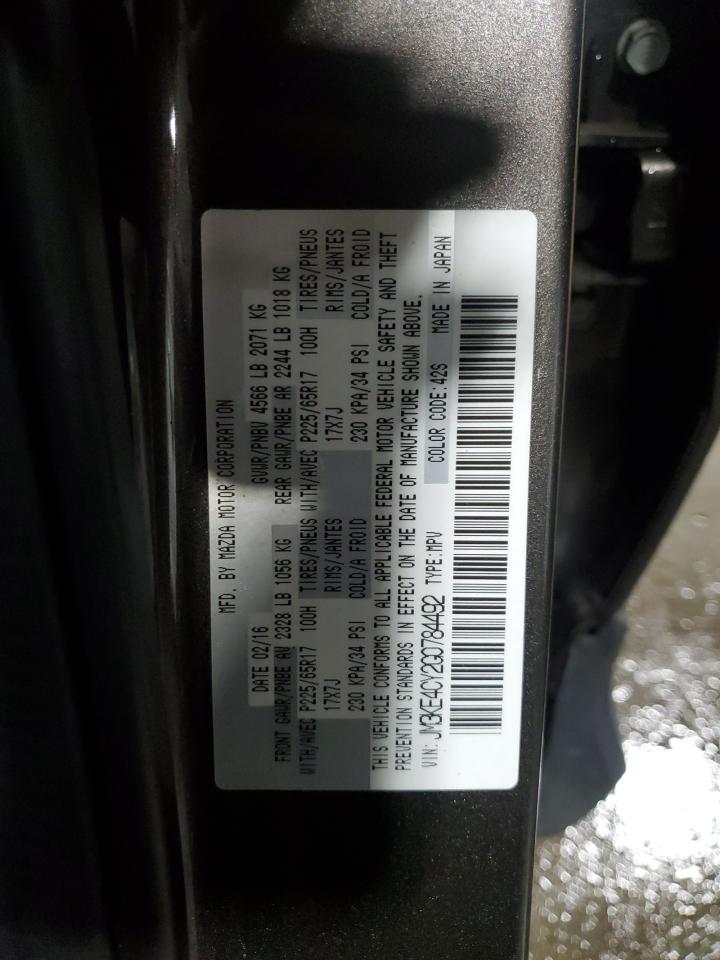 MFD. BY MAZDA MOTOR CORPORATION
DATE 02/16 GVWR/PNBV 4566 LB 2071 KG
FRONT GAWR/PNBE AV 2328 LB 1056 KG REAR GAWR/PNBE AR 2244 LB 1018 KG
WITH/AVEC P225/65R17 100H TIRES/PNEUS WITH/AVEC P225/65R17 100H TIRES/PNEUS
17X7J RIMS/JANTES 17X7J RIMS/JANTES
230 KPA/34 PSI COLD/A FROID 230 KPA/34 PSI COLD/A FROID
THIS VEHICLE CONFORMS TO ALL APPLICABLE FEDERAL MOTOR VEHICLE SAFETY AND THEFT
PREVENTION STANDARDS IN EFFECT ON THE DATE OF MANUFACTURE SHOWN ABOVE.
VIN: JM3KE4CY2G0784492 TYPE:MPV COLOR CODE:42S MADE IN JAPAN